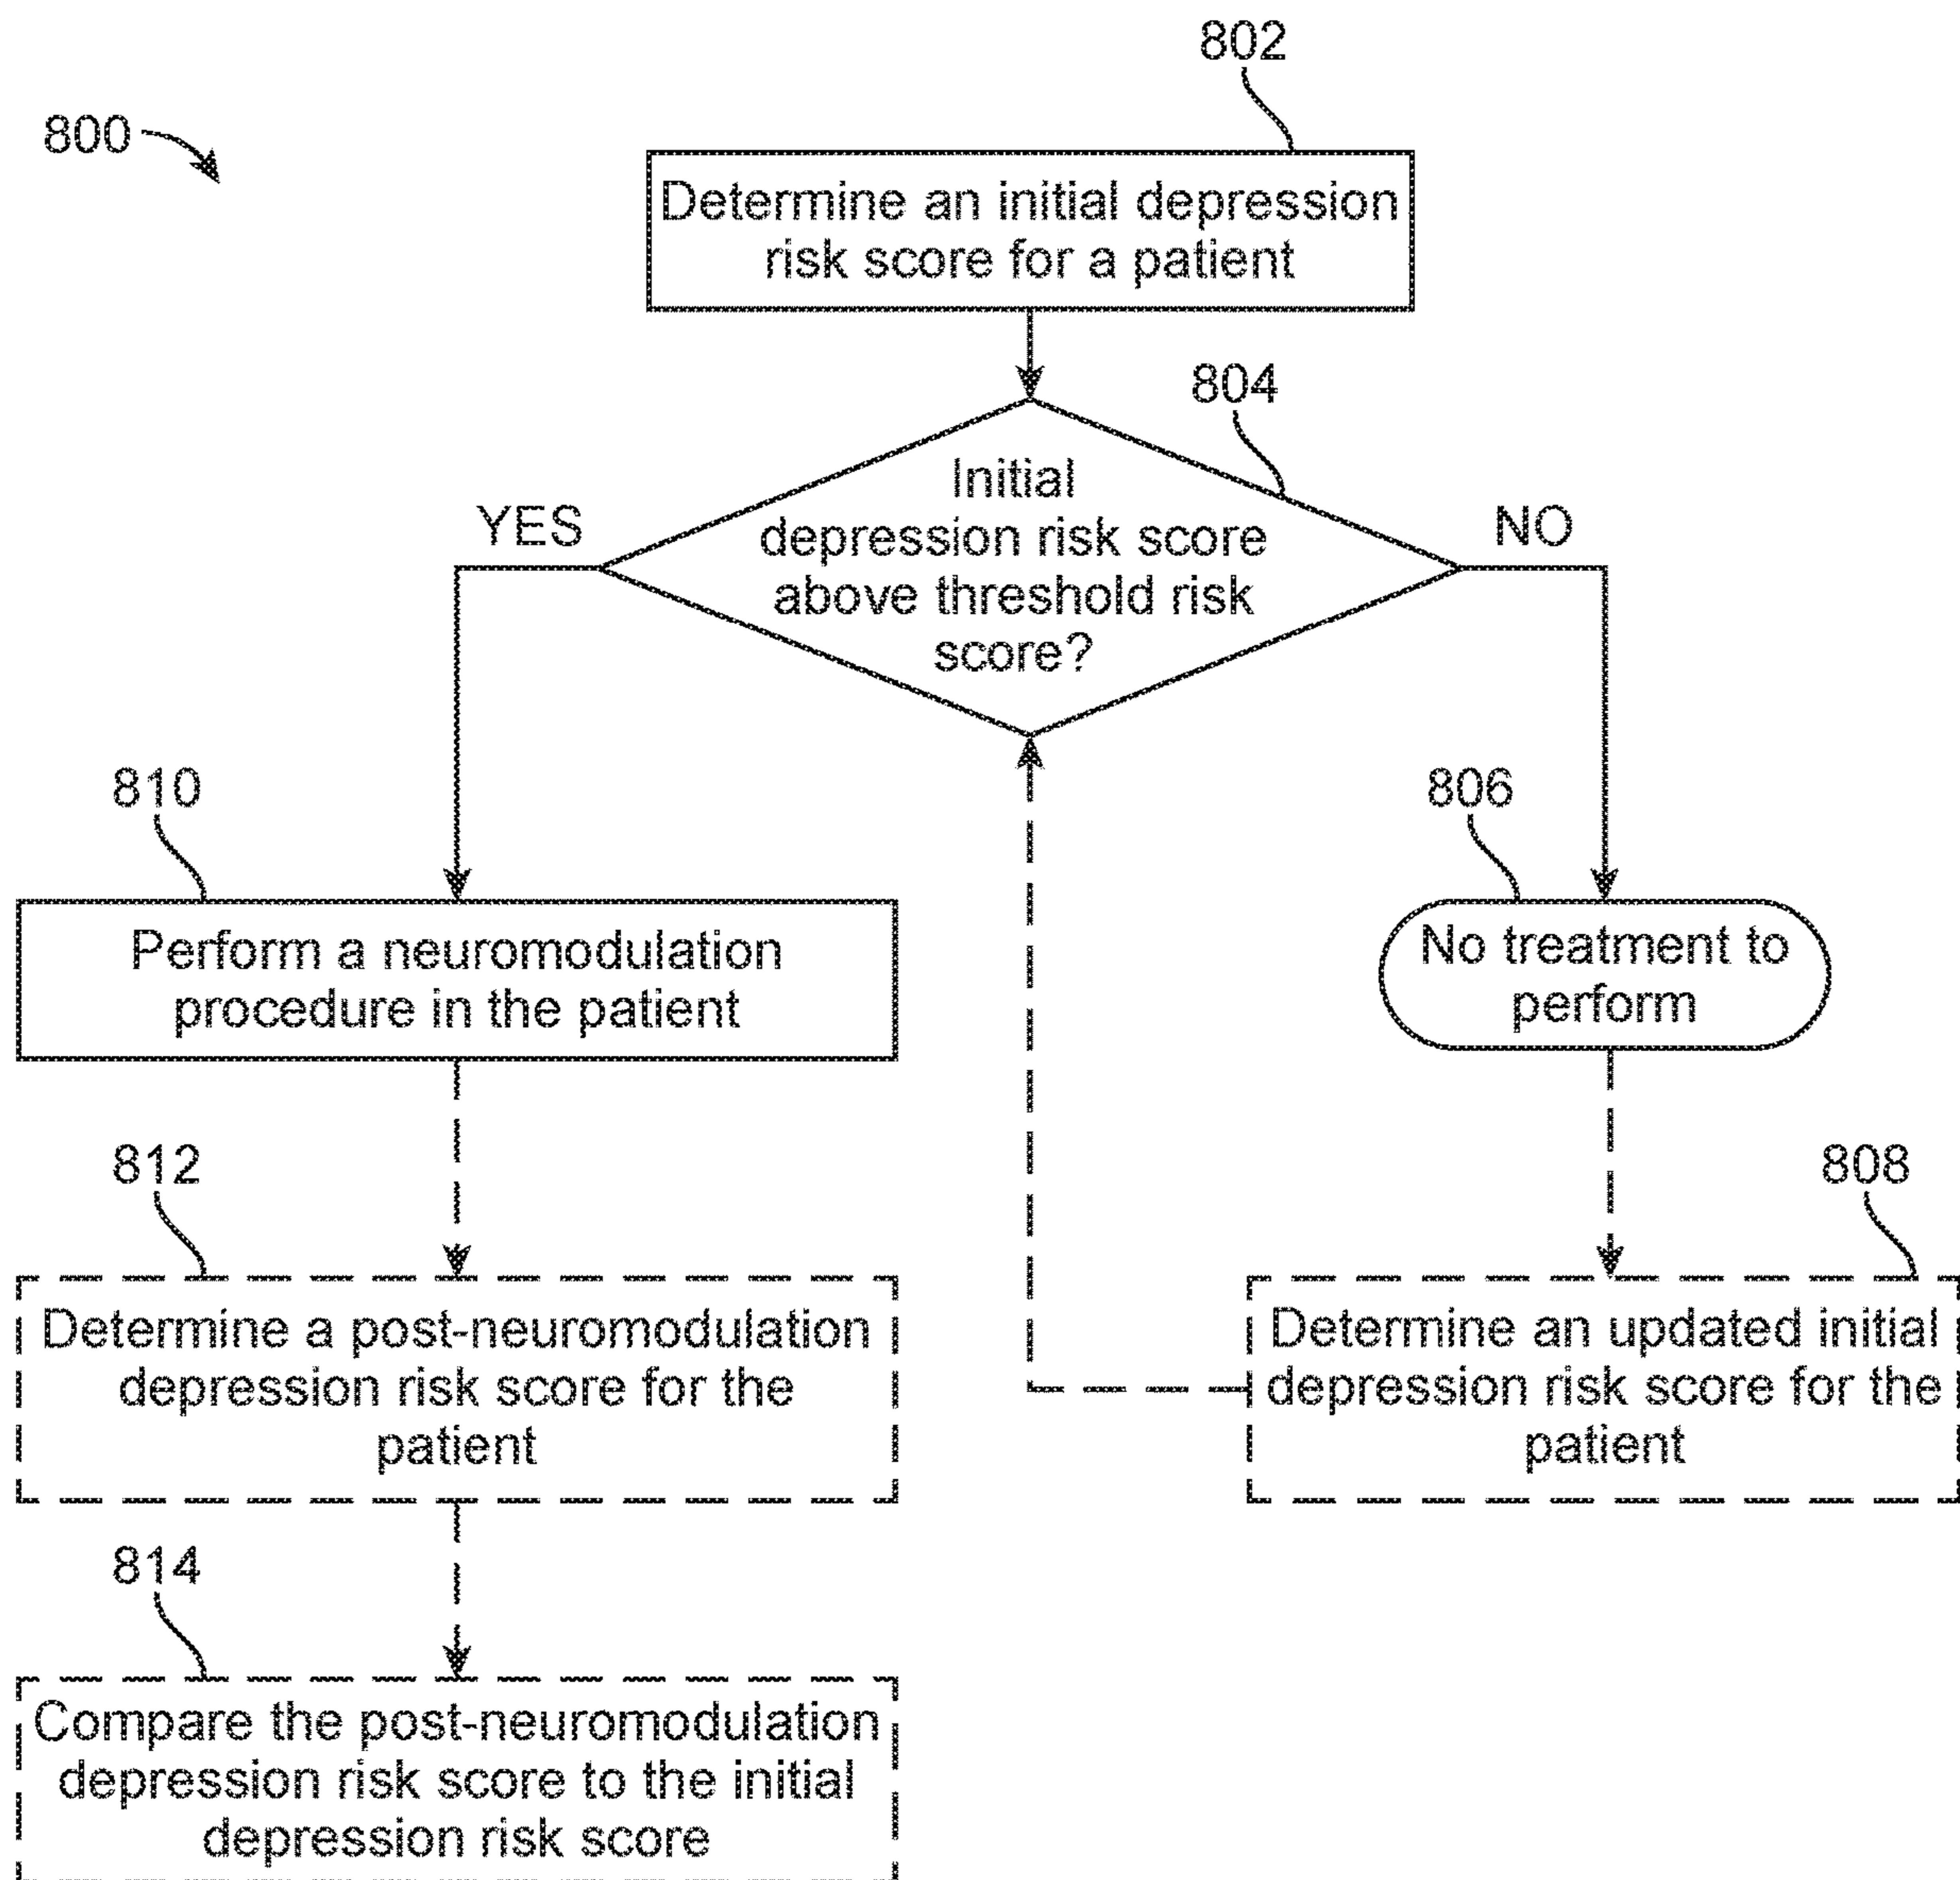 802
800
Determine an initial depression
risk score for a patient
804
Initial
depression risk score
above threshold risk
score?
YES
NO
810
806
Perform a neuromodulation
procedure in the patient
No treatment to
perform
812
808
Determine a post-neuromodulation
depression risk score for the
patient
Determine an updated initial
depression risk score for the
patient
814
Compare the post-neuromodulation
depression risk score to the initial
depression risk score